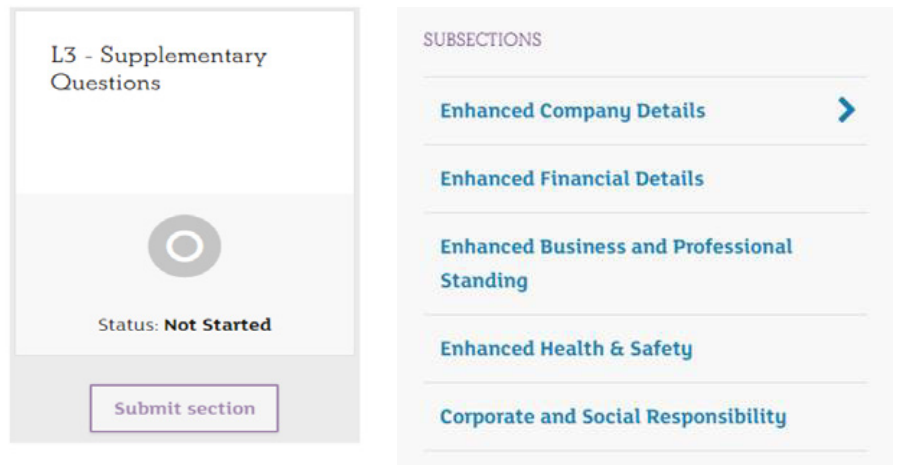 L3 - Supplementary
Questions
Status: Not Started
Submit section
SUBSECTIONS
Enhanced Company Details
Enhanced Financial Details
Enhanced Business and Professional
Standing
Enhanced Health & Safety
Corporate and Social Responsibility